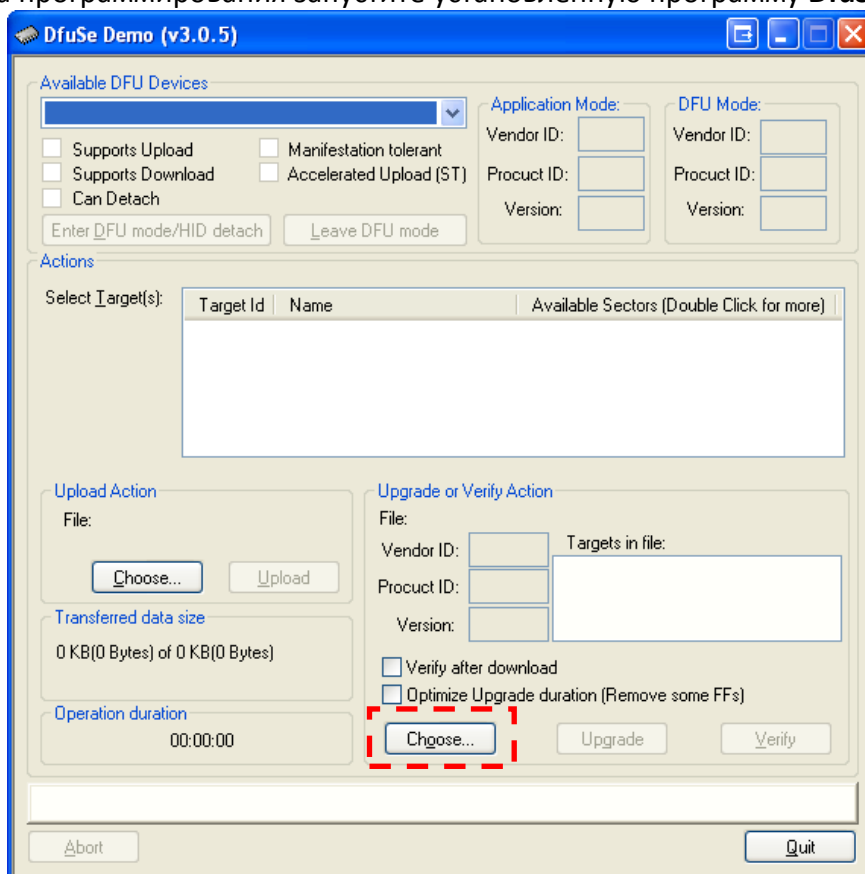 программирования запустите установленную программу
DfuSe Demo (v3.0.5)
Available DFU Devices
Supports Upload
Manifestation tolerant
Supports Download
Accelerated Upload (ST)
Can Detach
Enter DFU mode/HID detach
Leave DFU mode
Application Mode:
Vendor ID:
Procuct ID:
Version:
DFU Mode:
Vendor ID:
Procuct ID:
Version:
Actions
Select Target(s):
Target Id Name Available Sectors (Double Click for more)
Upload Action
File:
Choose... Upload
Transferred data size
0 KB(0 Bytes) of 0 KB(0 Bytes)
Operation duration
00:00:00
Upgrade or Verify Action
File:
Vendor ID:
Procuct ID:
Version:
Targets in file:
Verify after download
Optimize Upgrade duration (Remove some FFs)
Choose... Upgrade Verify
Abort Quit